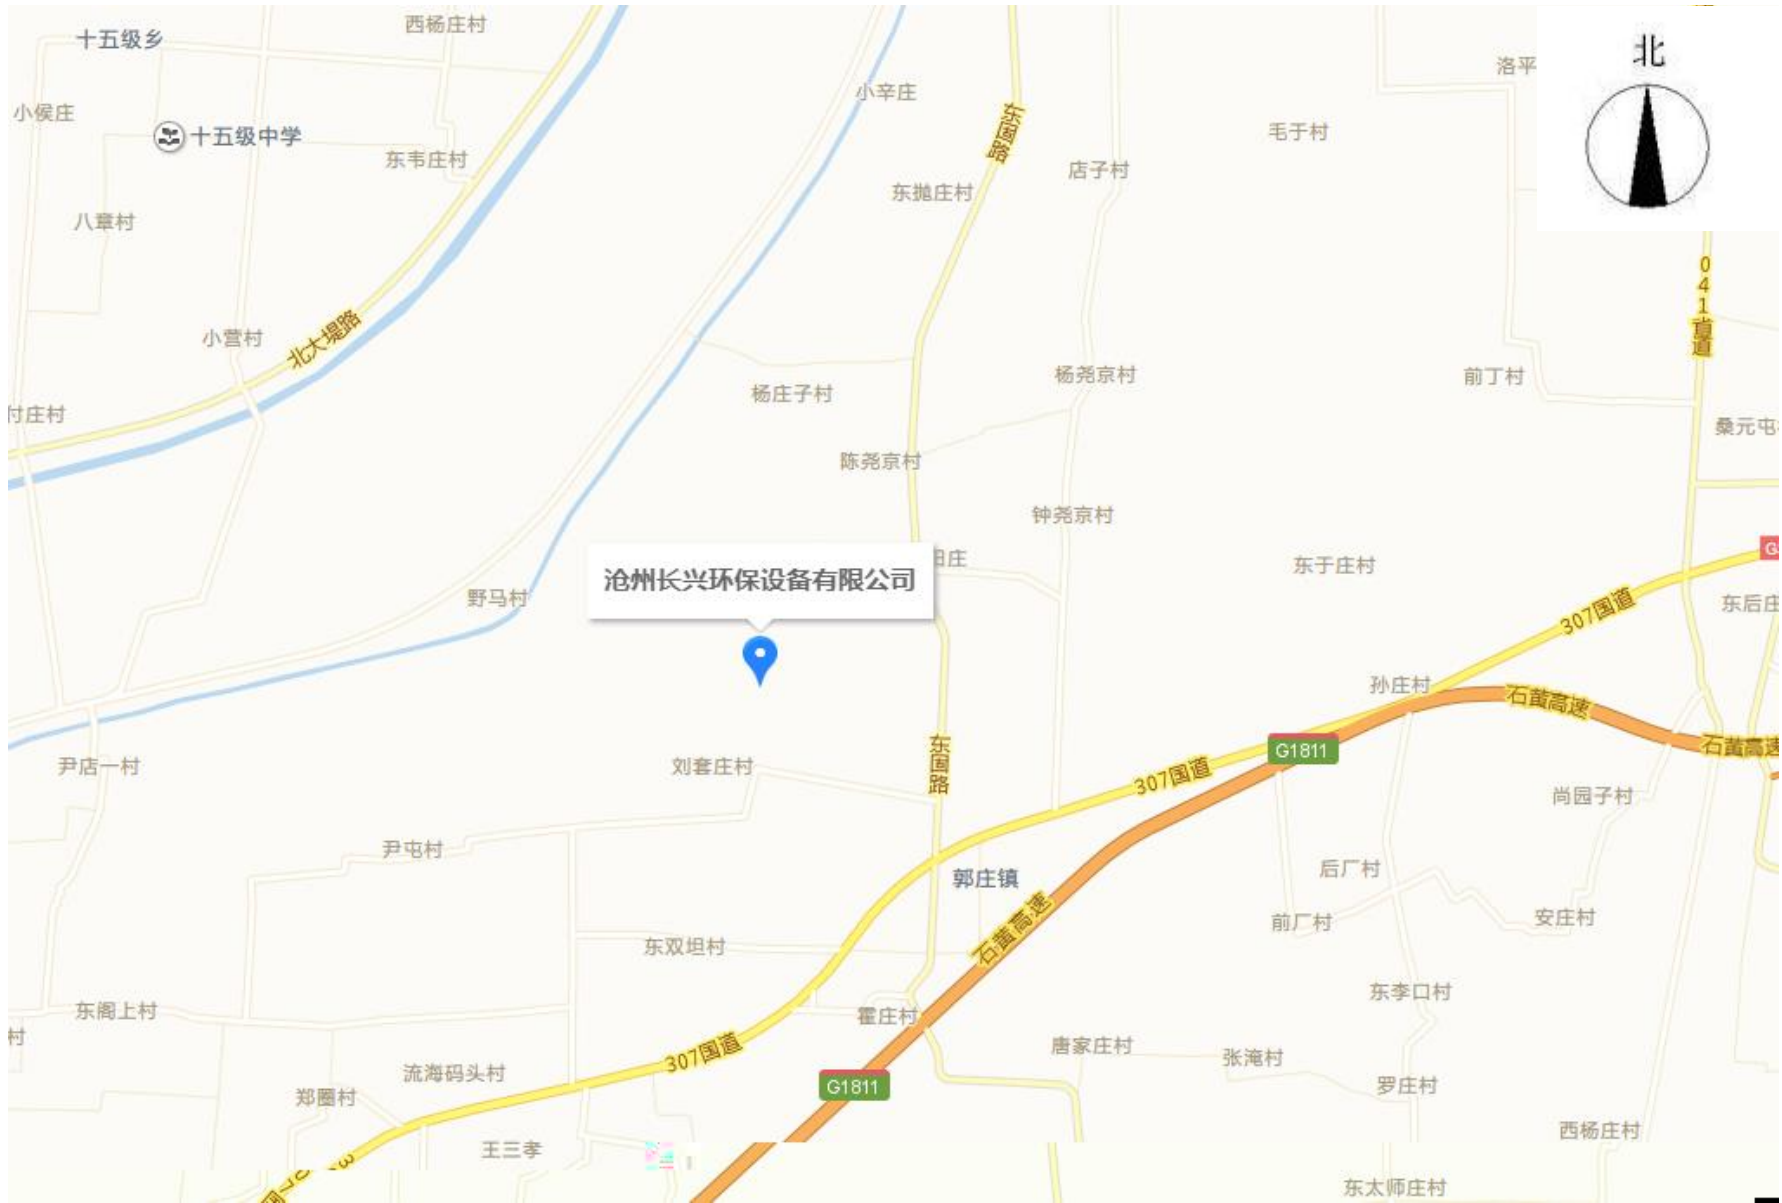 十五级乡
西杨庄村
北
洛平
小侯庄
小辛庄
东固路
毛于村
十五级中学
东韦庄村
店子村
东抛庄村
八章村
041省道
小营村
北大堤路
杨庄子村
杨尧京村
前丁村
付庄村
桑元屯
陈尧京村
钟尧京村
田庄
东于庄村
沧州长兴环保设备有限公司
野马村
307国道
东后庄
孙庄村
石黄高速
G1811
石黄高速
尹店一村
刘套庄村
东固路
307国道
尚园子村
尹屯村
后厂村
郭庄镇
石黄高速
前厂村
安庄村
东双坦村
东李口村
东阁上村
霍庄村
村
307国道
唐家庄村
张淹村
流海码头村
G1811
罗庄村
郑圈村
王三孝
西杨庄村
东太师庄村